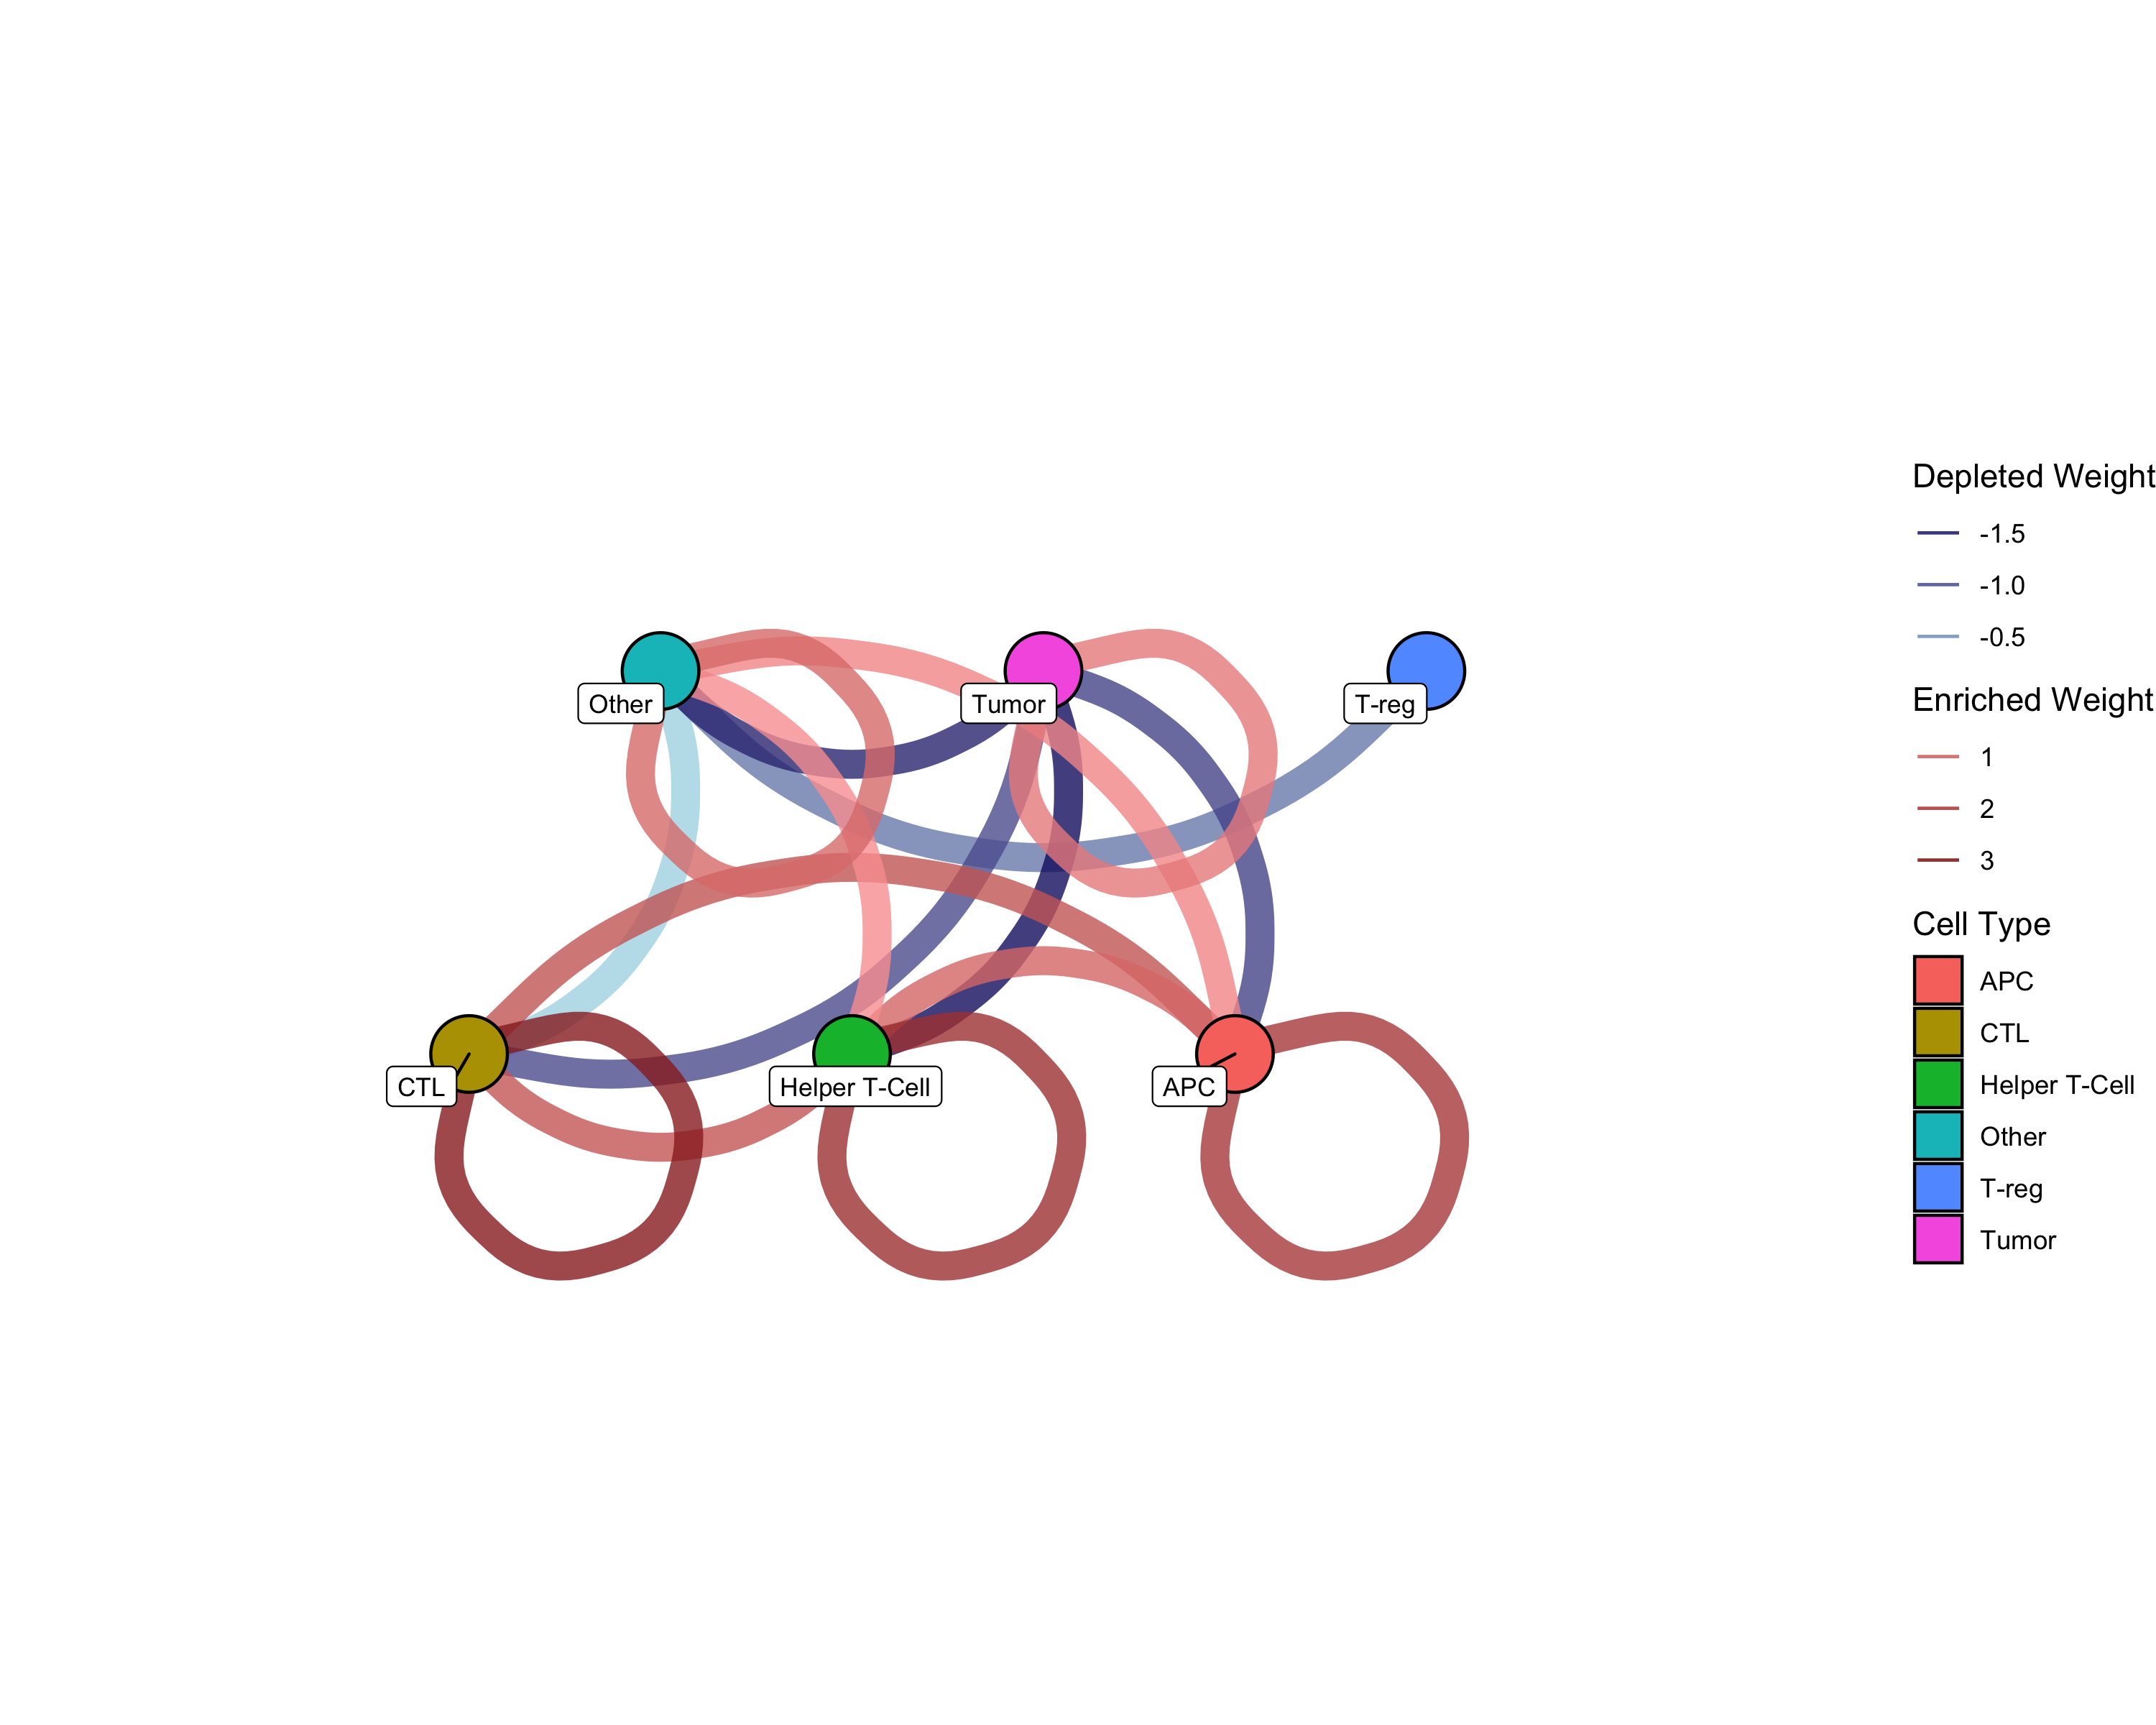 Other
Tumor
T-reg
CTL
Helper T-Cell
APC
Depleted Weight
-1.5
-1.0
-0.5
Enriched Weight
1
2
3
Cell Type
APC
CTL
Helper T-Cell
Other
T-reg
Tumor